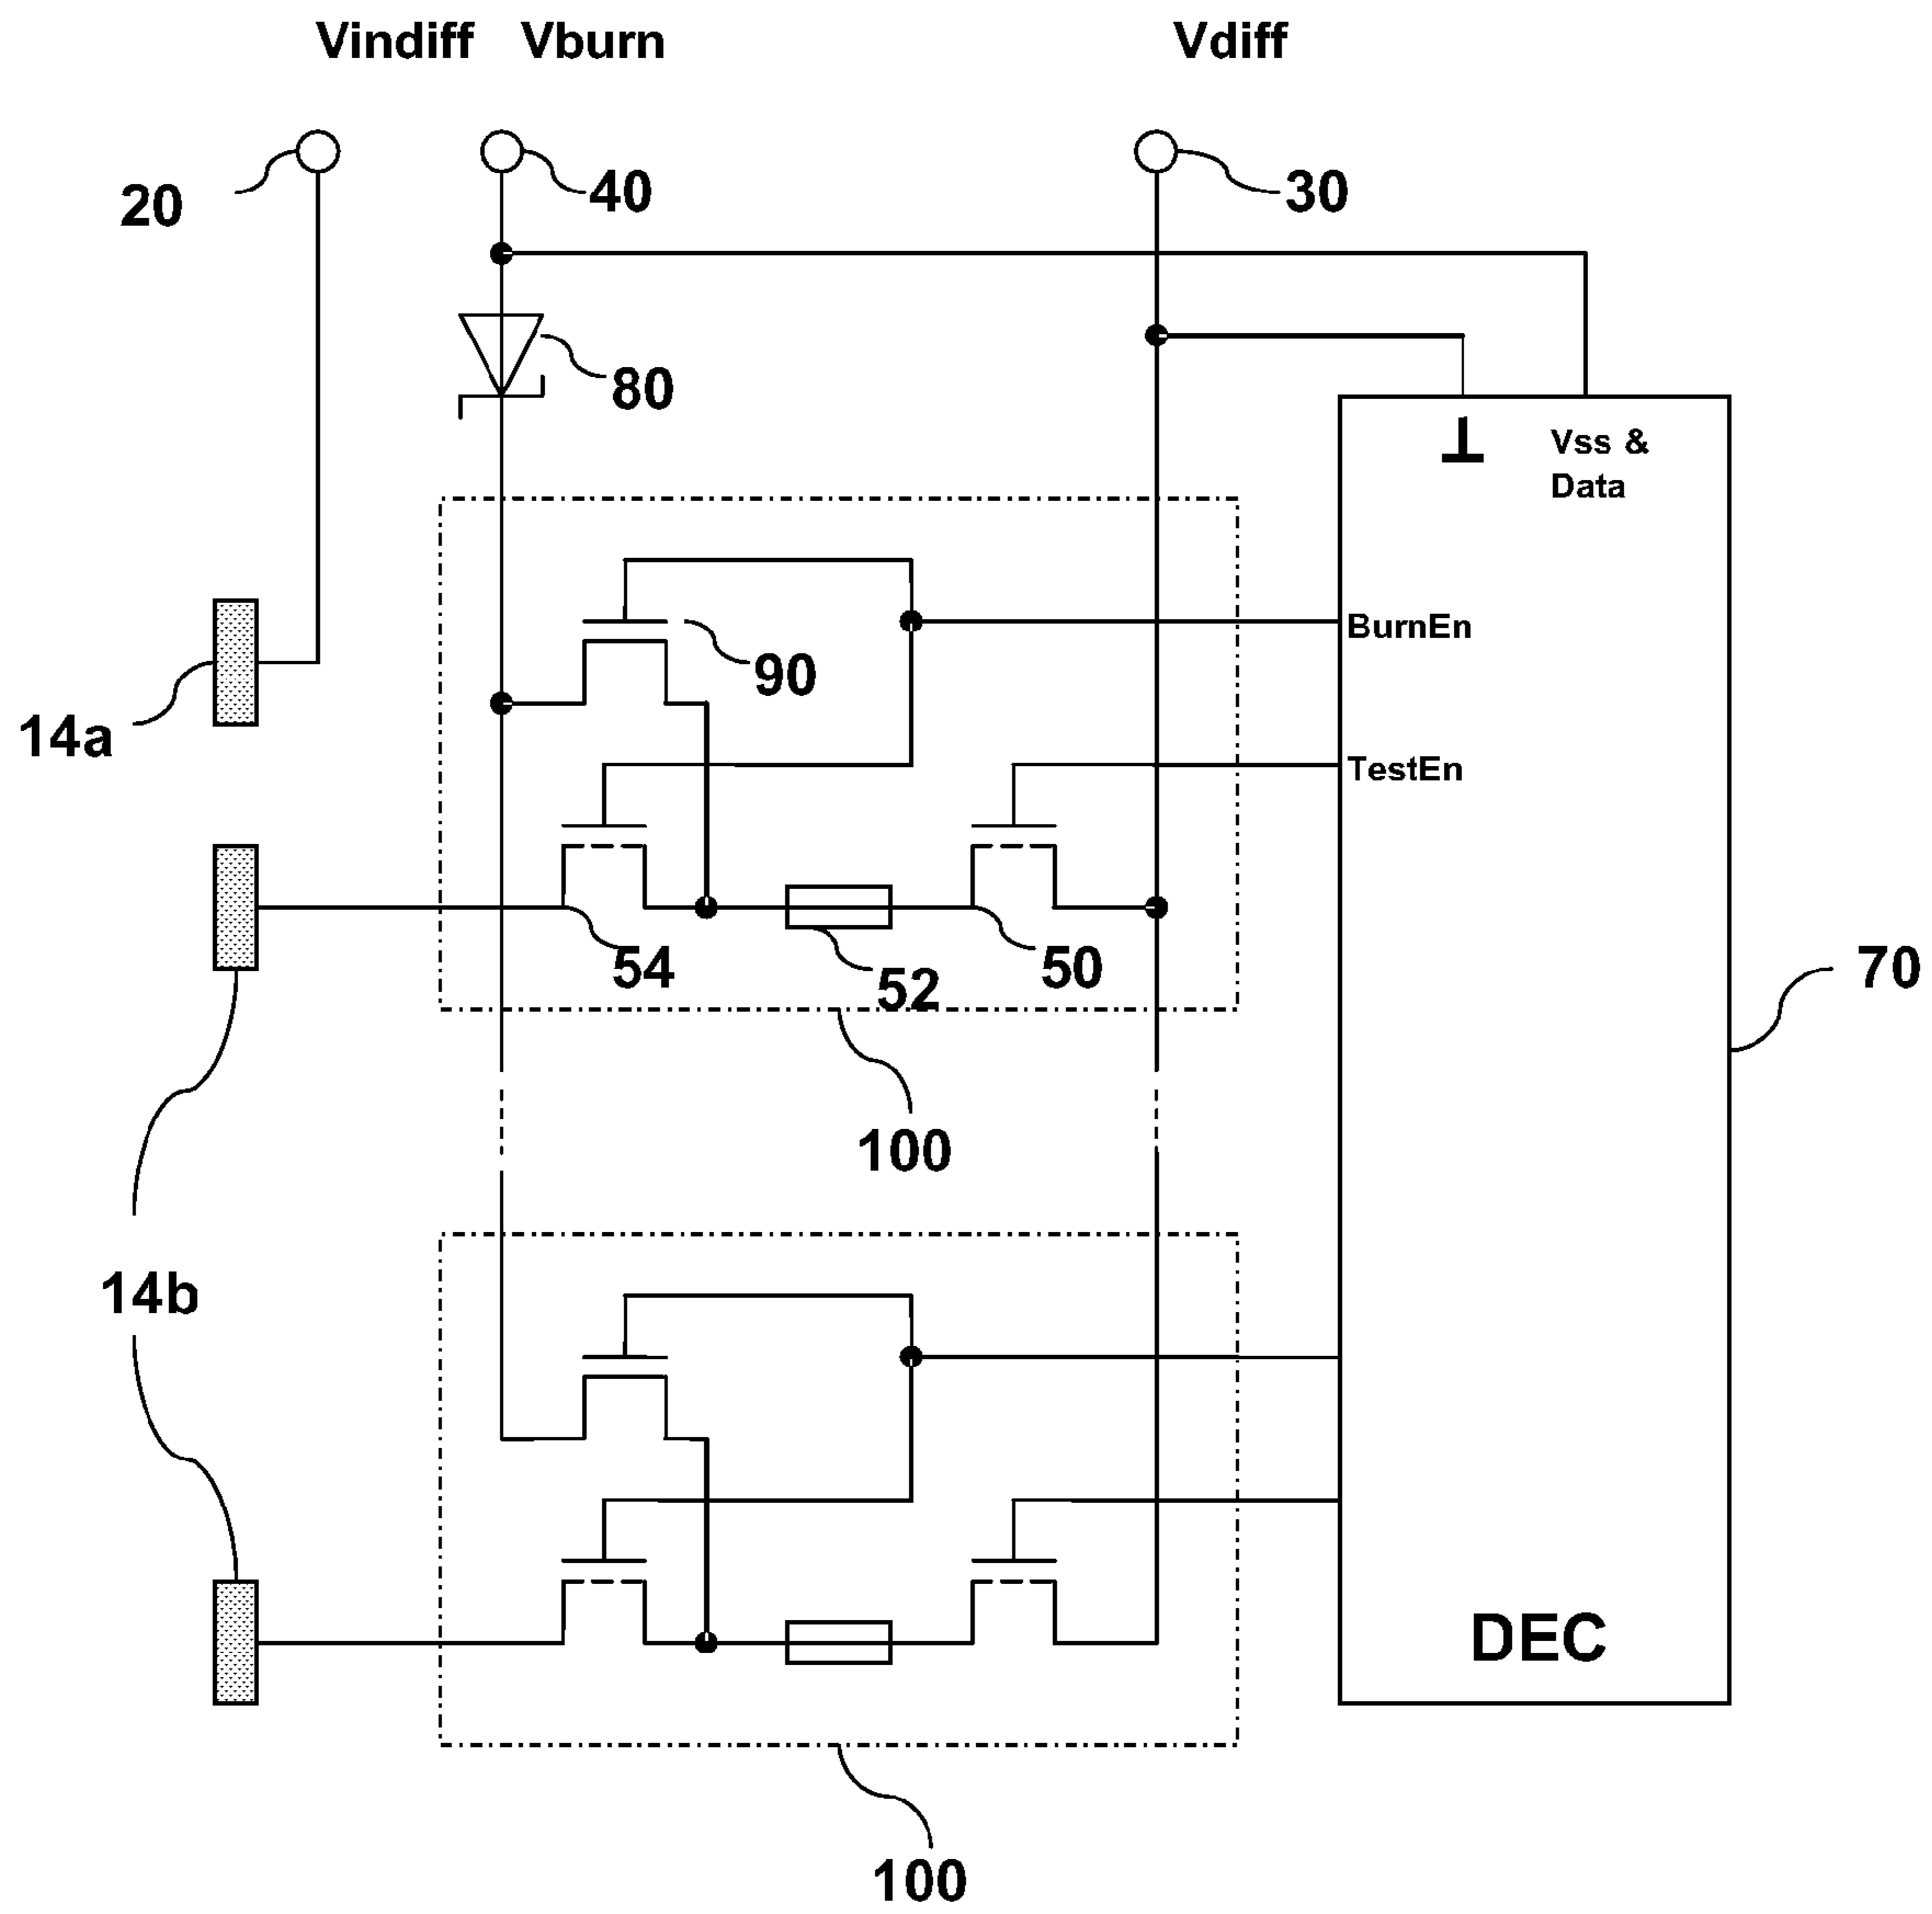 Vindiff Vburn Vdiff
20 40 30
80
Vss &
Data
BurnEn
90
14a
TestEn
54 52 50 70
100
14b
DEC
100